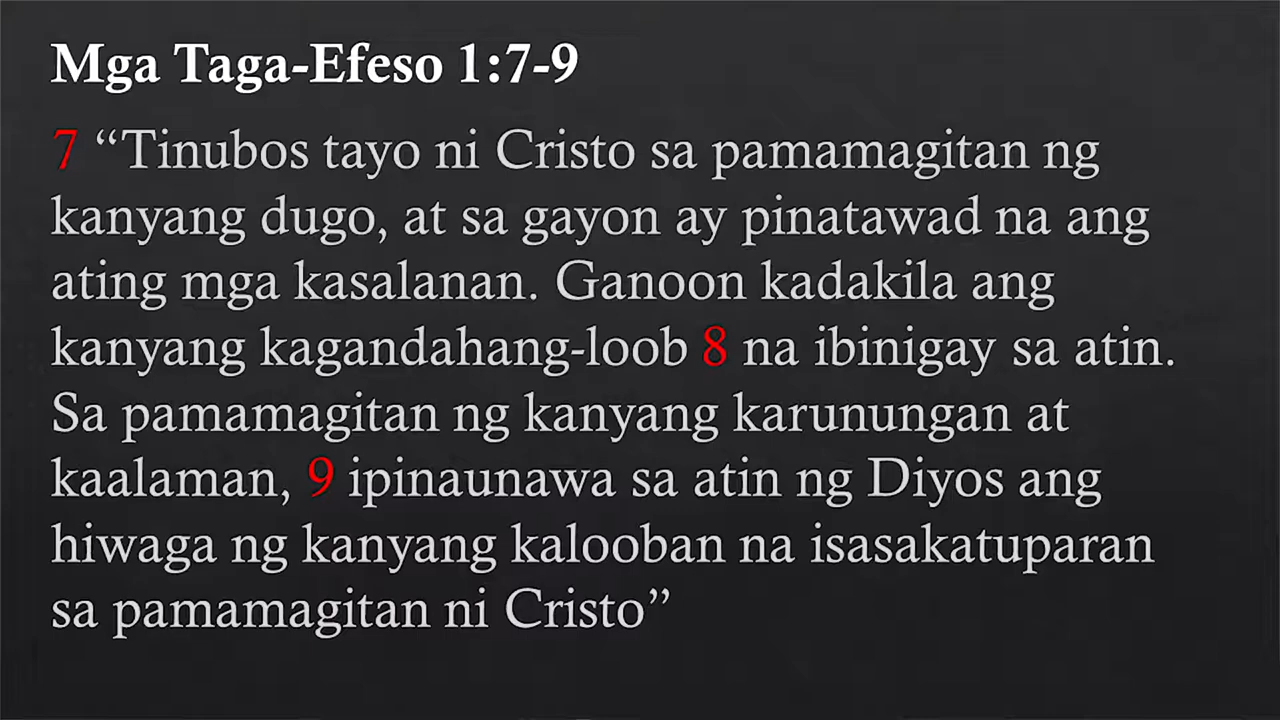 Mga Taga-Efeso 1:7-9
7 “Tinubos tayo ni Cristo sa pamamagitan ng
kanyang dugo, at sa gayon ay pinatawad na ang
ating mga kasalanan. Ganoon kadakila ang
kanyang kagandahang-loob 8 na ibinigay sa atin.
Sa pamamagitan ng kanyang karunungan at
kaalaman, 9 ipinaunawa sa atin ng Diyos ang
hiwaga ng kanyang kalooban na isasakatuparan
sa pamamagitan ni Cristo”